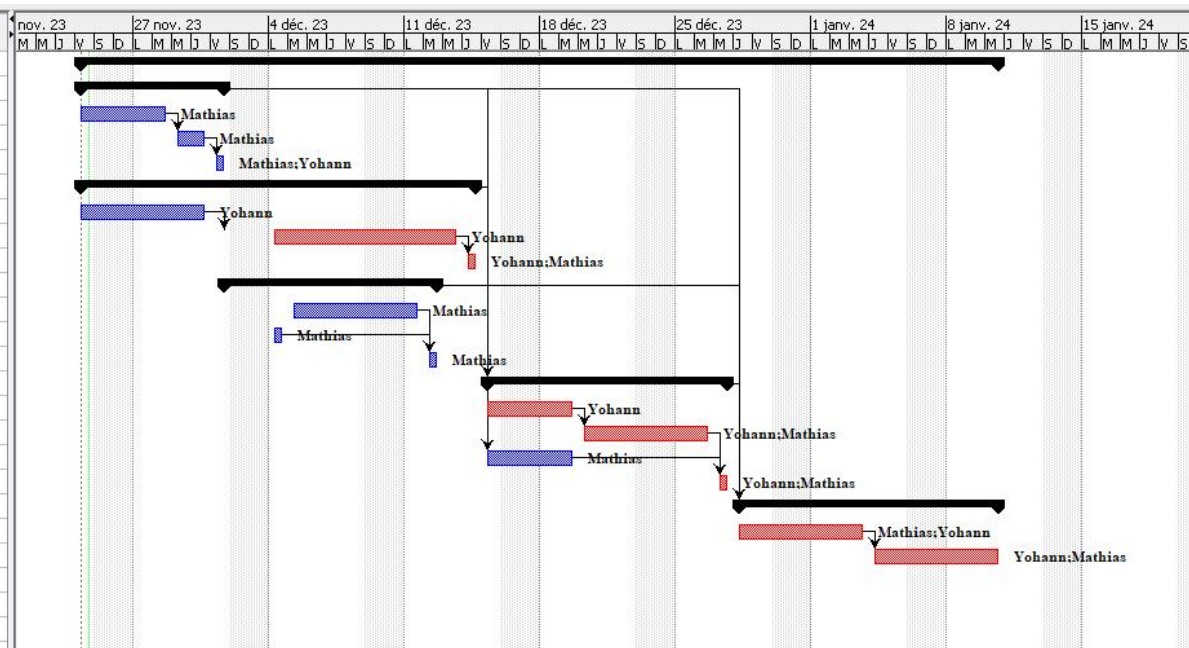 nov. 23 27 nov. 23 4 déc. 23 11 déc. 23 18 déc. 23 25 déc. 23 1 janv. 24 8 janv. 24 15 janv. 24
M M J V S D L M M J V S D L M M J V S D L M M J V S D L M M J V S D L M M J V S D L M M J V S D L M M J V S D L M M J V S
Mathias
Mathias
Mathias;Yohann
Yohann
Yohann
Yohann;Mathias
Mathias
Mathias
Mathias
Yohann
Yohann;Mathias
Mathias
Yohann;Mathias
Mathias;Yohann
Yohann;Mathias